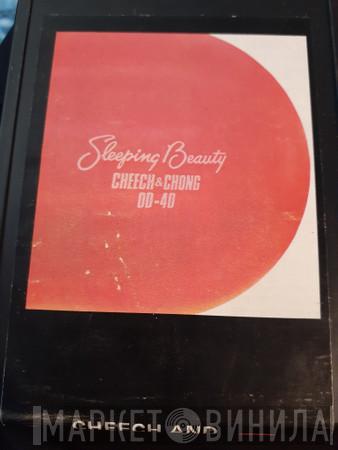 Sleeping Beauty
CHEECH & CHONG
OD-40
CHEECH AND
МАРКЕТ ВИНИЛА